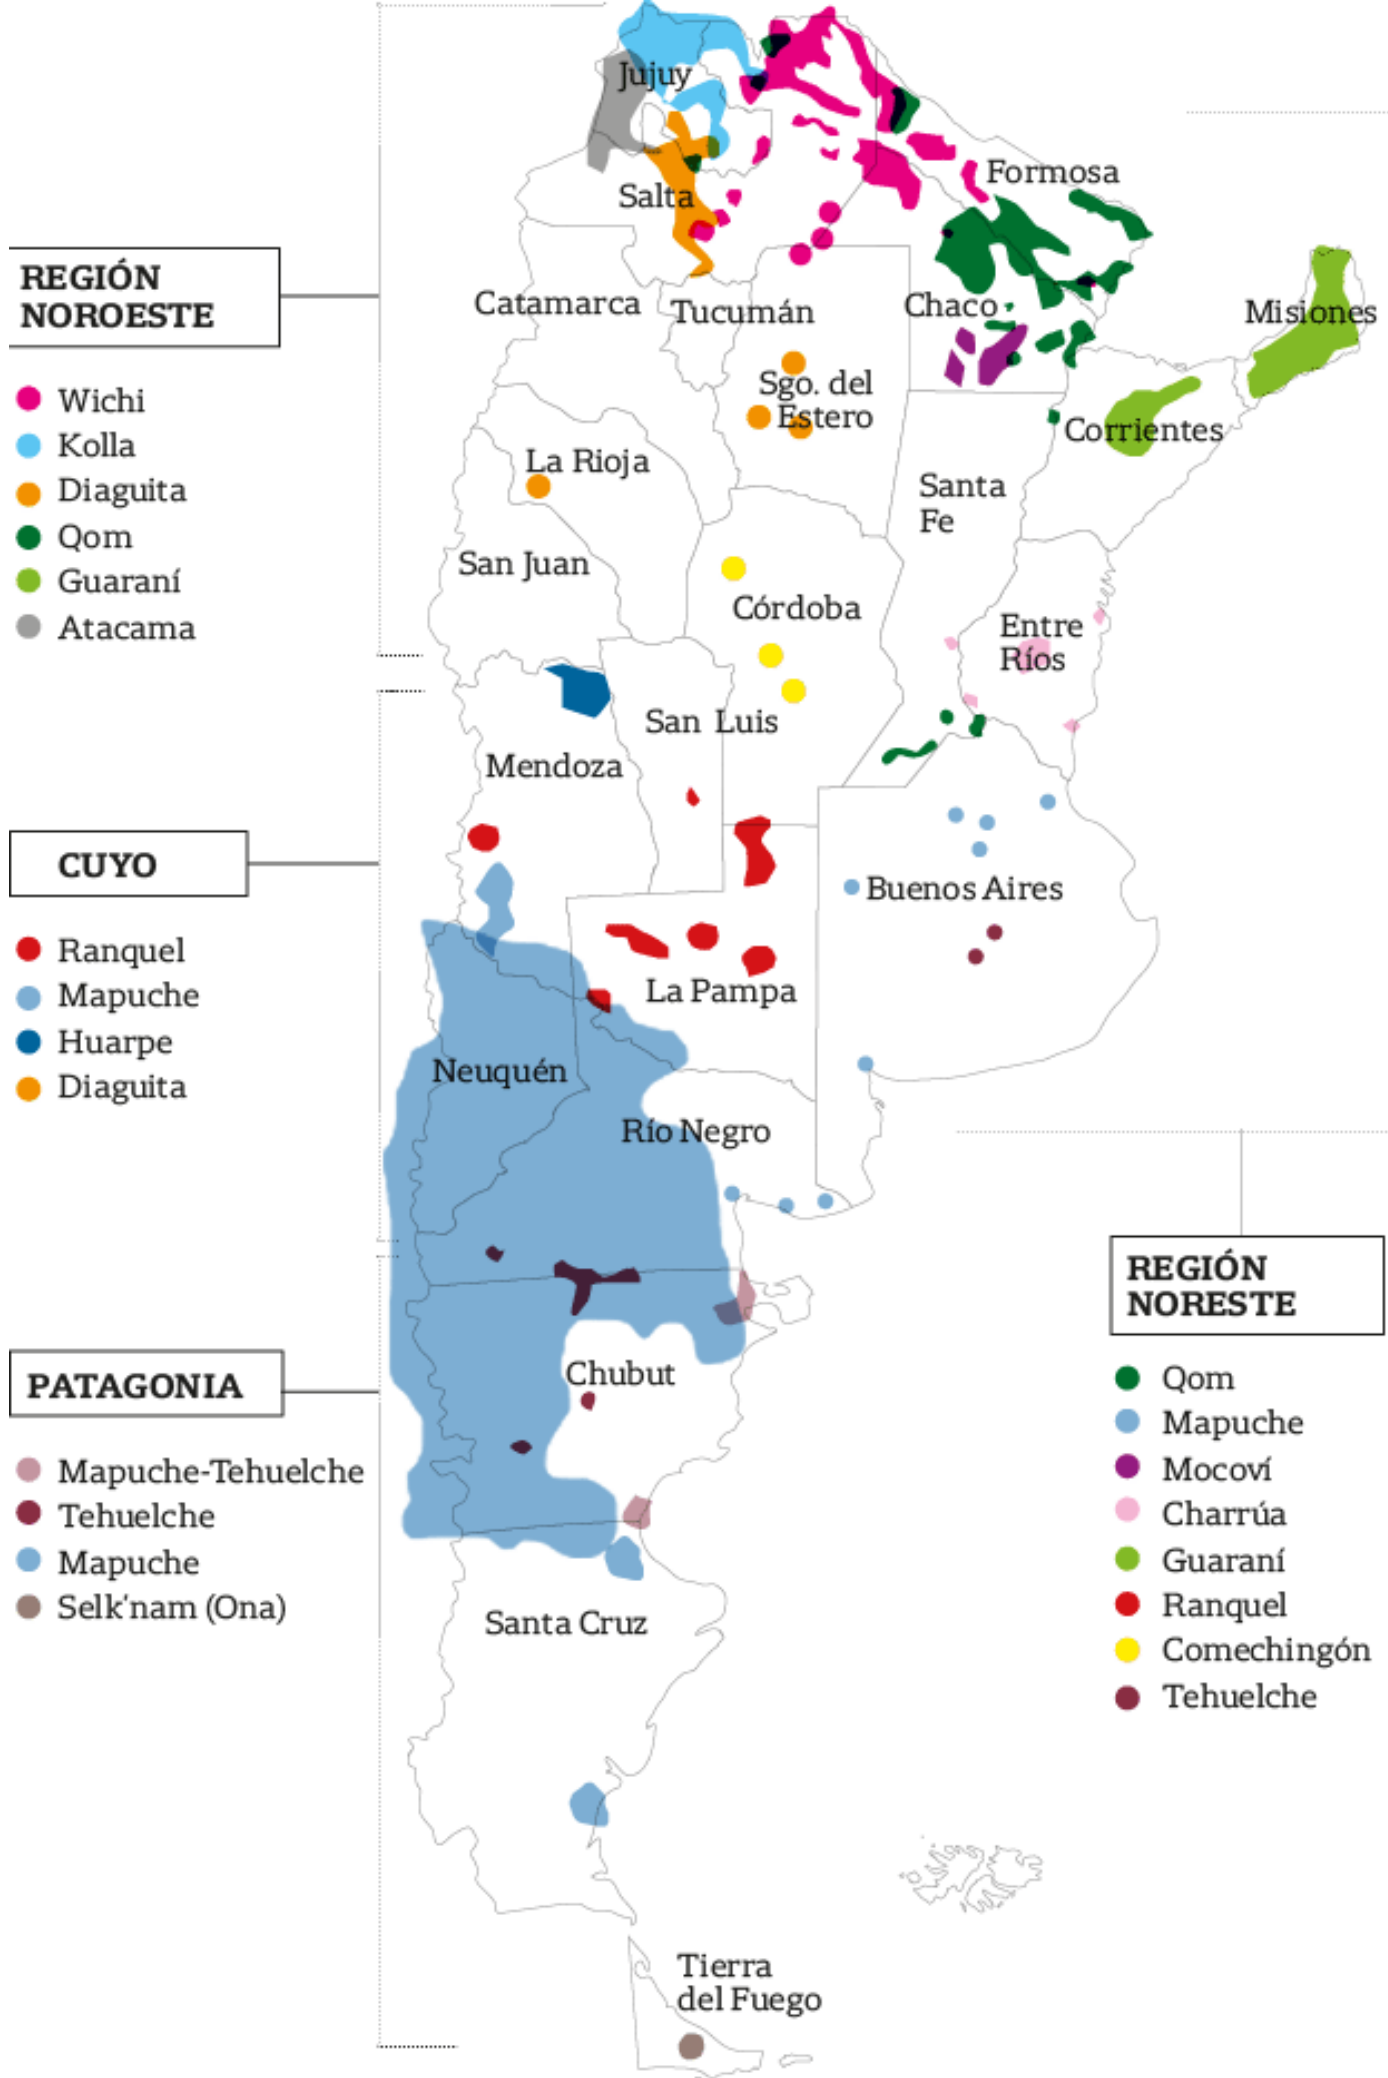 REGIÓN
NOROESTE
Wichi
Kolla
Diaguita
Qom
Guaraní
Atacama
CUYO
Ranquel
Mapuche
Huarpe
Diaguita
PATAGONIA
Mapuche-Tehuelche
Tehuelche
Mapuche
Selk'nam (Ona)
Jujuy
Formosa
Salta
Catamarca
Tucumán
Chaco
Misiones
Sgo. del
Estero
Corrientes
La Rioja
Santa
Fe
San Juan
Córdoba
Entre
Ríos
San Luis
Mendoza
Buenos Aires
La Pampa
Neuquén
Río Negro
Chubut
Santa Cruz
Tierra
del Fuego
REGIÓN
NORESTE
Qom
Mapuche
Mocoví
Charrúa
Guaraní
Ranquel
Comechingón
Tehuelche